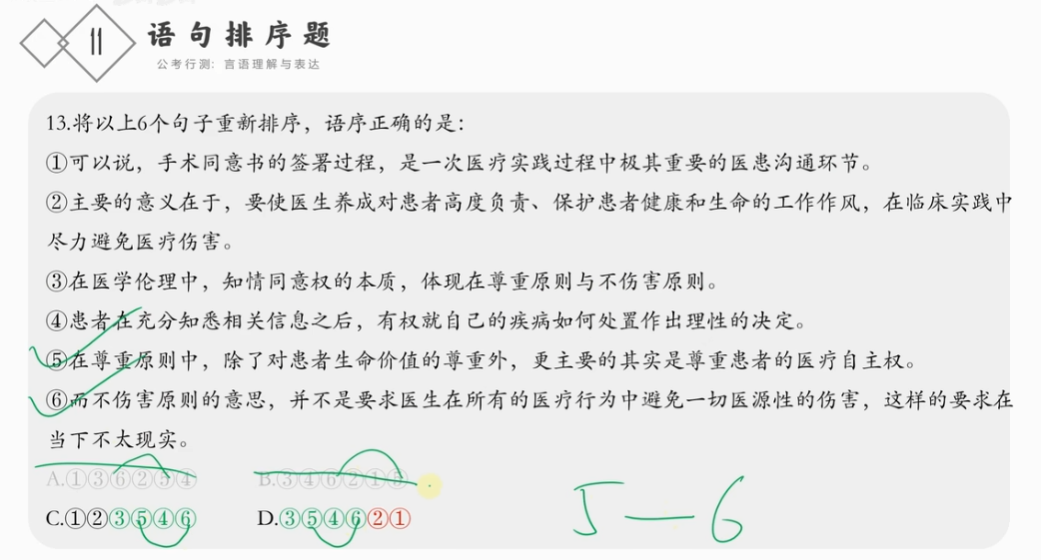 11 语句排序题
公考行测：言语理解与表达
13.将以上6个句子重新排序，语序正确的是：
①可以说，手术同意书的签署过程，是一次医疗实践过程中极其重要的医患沟通环节。
②主要的意义在于，要使医生养成对患者高度负责、保护患者健康和生命的工作作风，在临床实践中
尽力避免医疗伤害。
③在医学伦理中，知情同意权的本质，体现在尊重原则与不伤害原则。
④患者在充分知悉相关信息之后，有权就自己的疾病如何处置作出理性的决定。
⑤在尊重原则中，除了对患者生命价值的尊重外，更主要的其实是尊重患者的医疗自主权。
⑥而不伤害原则的意思，并不是要求医生在所有的医疗行为中避免一切医源性的伤害，这样的要求在
当下不太现实。
A.①③⑥②⑤④ B.③④⑥②①⑤
C.①②③⑤④⑥ D.③⑤④⑥②①
5—6